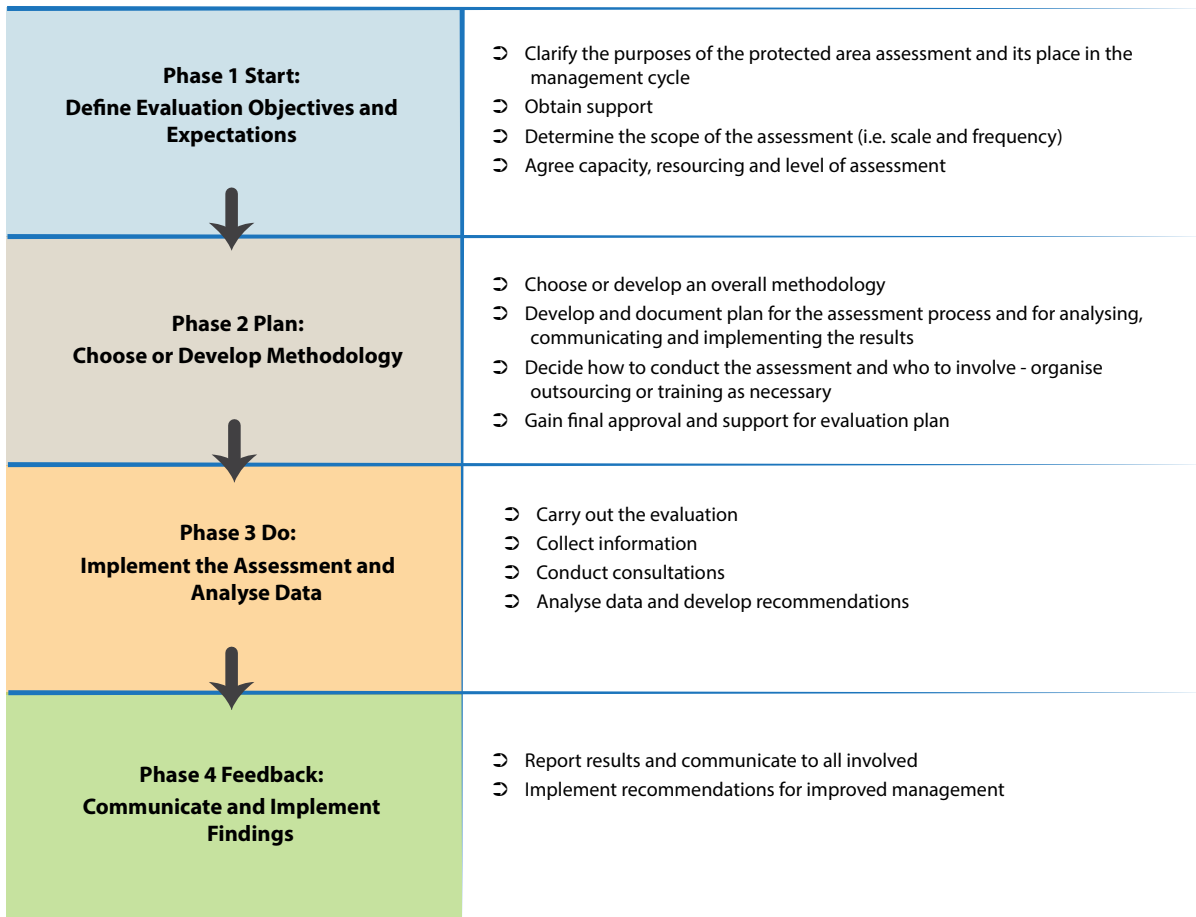 Phase 1 Start:
Define Evaluation Objectives and
Expectations
➲ Clarify the purposes of the protected area assessment and its place in the
management cycle
➲ Obtain support
➲ Determine the scope of the assessment (i.e. scale and frequency)
➲ Agree capacity, resourcing and level of assessment
Phase 2 Plan:
Choose or Develop Methodology
➲ Choose or develop an overall methodology
➲ Develop and document plan for the assessment process and for analysing,
communicating and implementing the results
➲ Decide how to conduct the assessment and who to involve - organise
outsourcing or training as necessary
➲ Gain final approval and support for evaluation plan
Phase 3 Do:
Implement the Assessment and
Analyse Data
➲ Carry out the evaluation
➲ Collect information
➲ Conduct consultations
➲ Analyse data and develop recommendations
Phase 4 Feedback:
Communicate and Implement
Findings
➲ Report results and communicate to all involved
➲ Implement recommendations for improved management